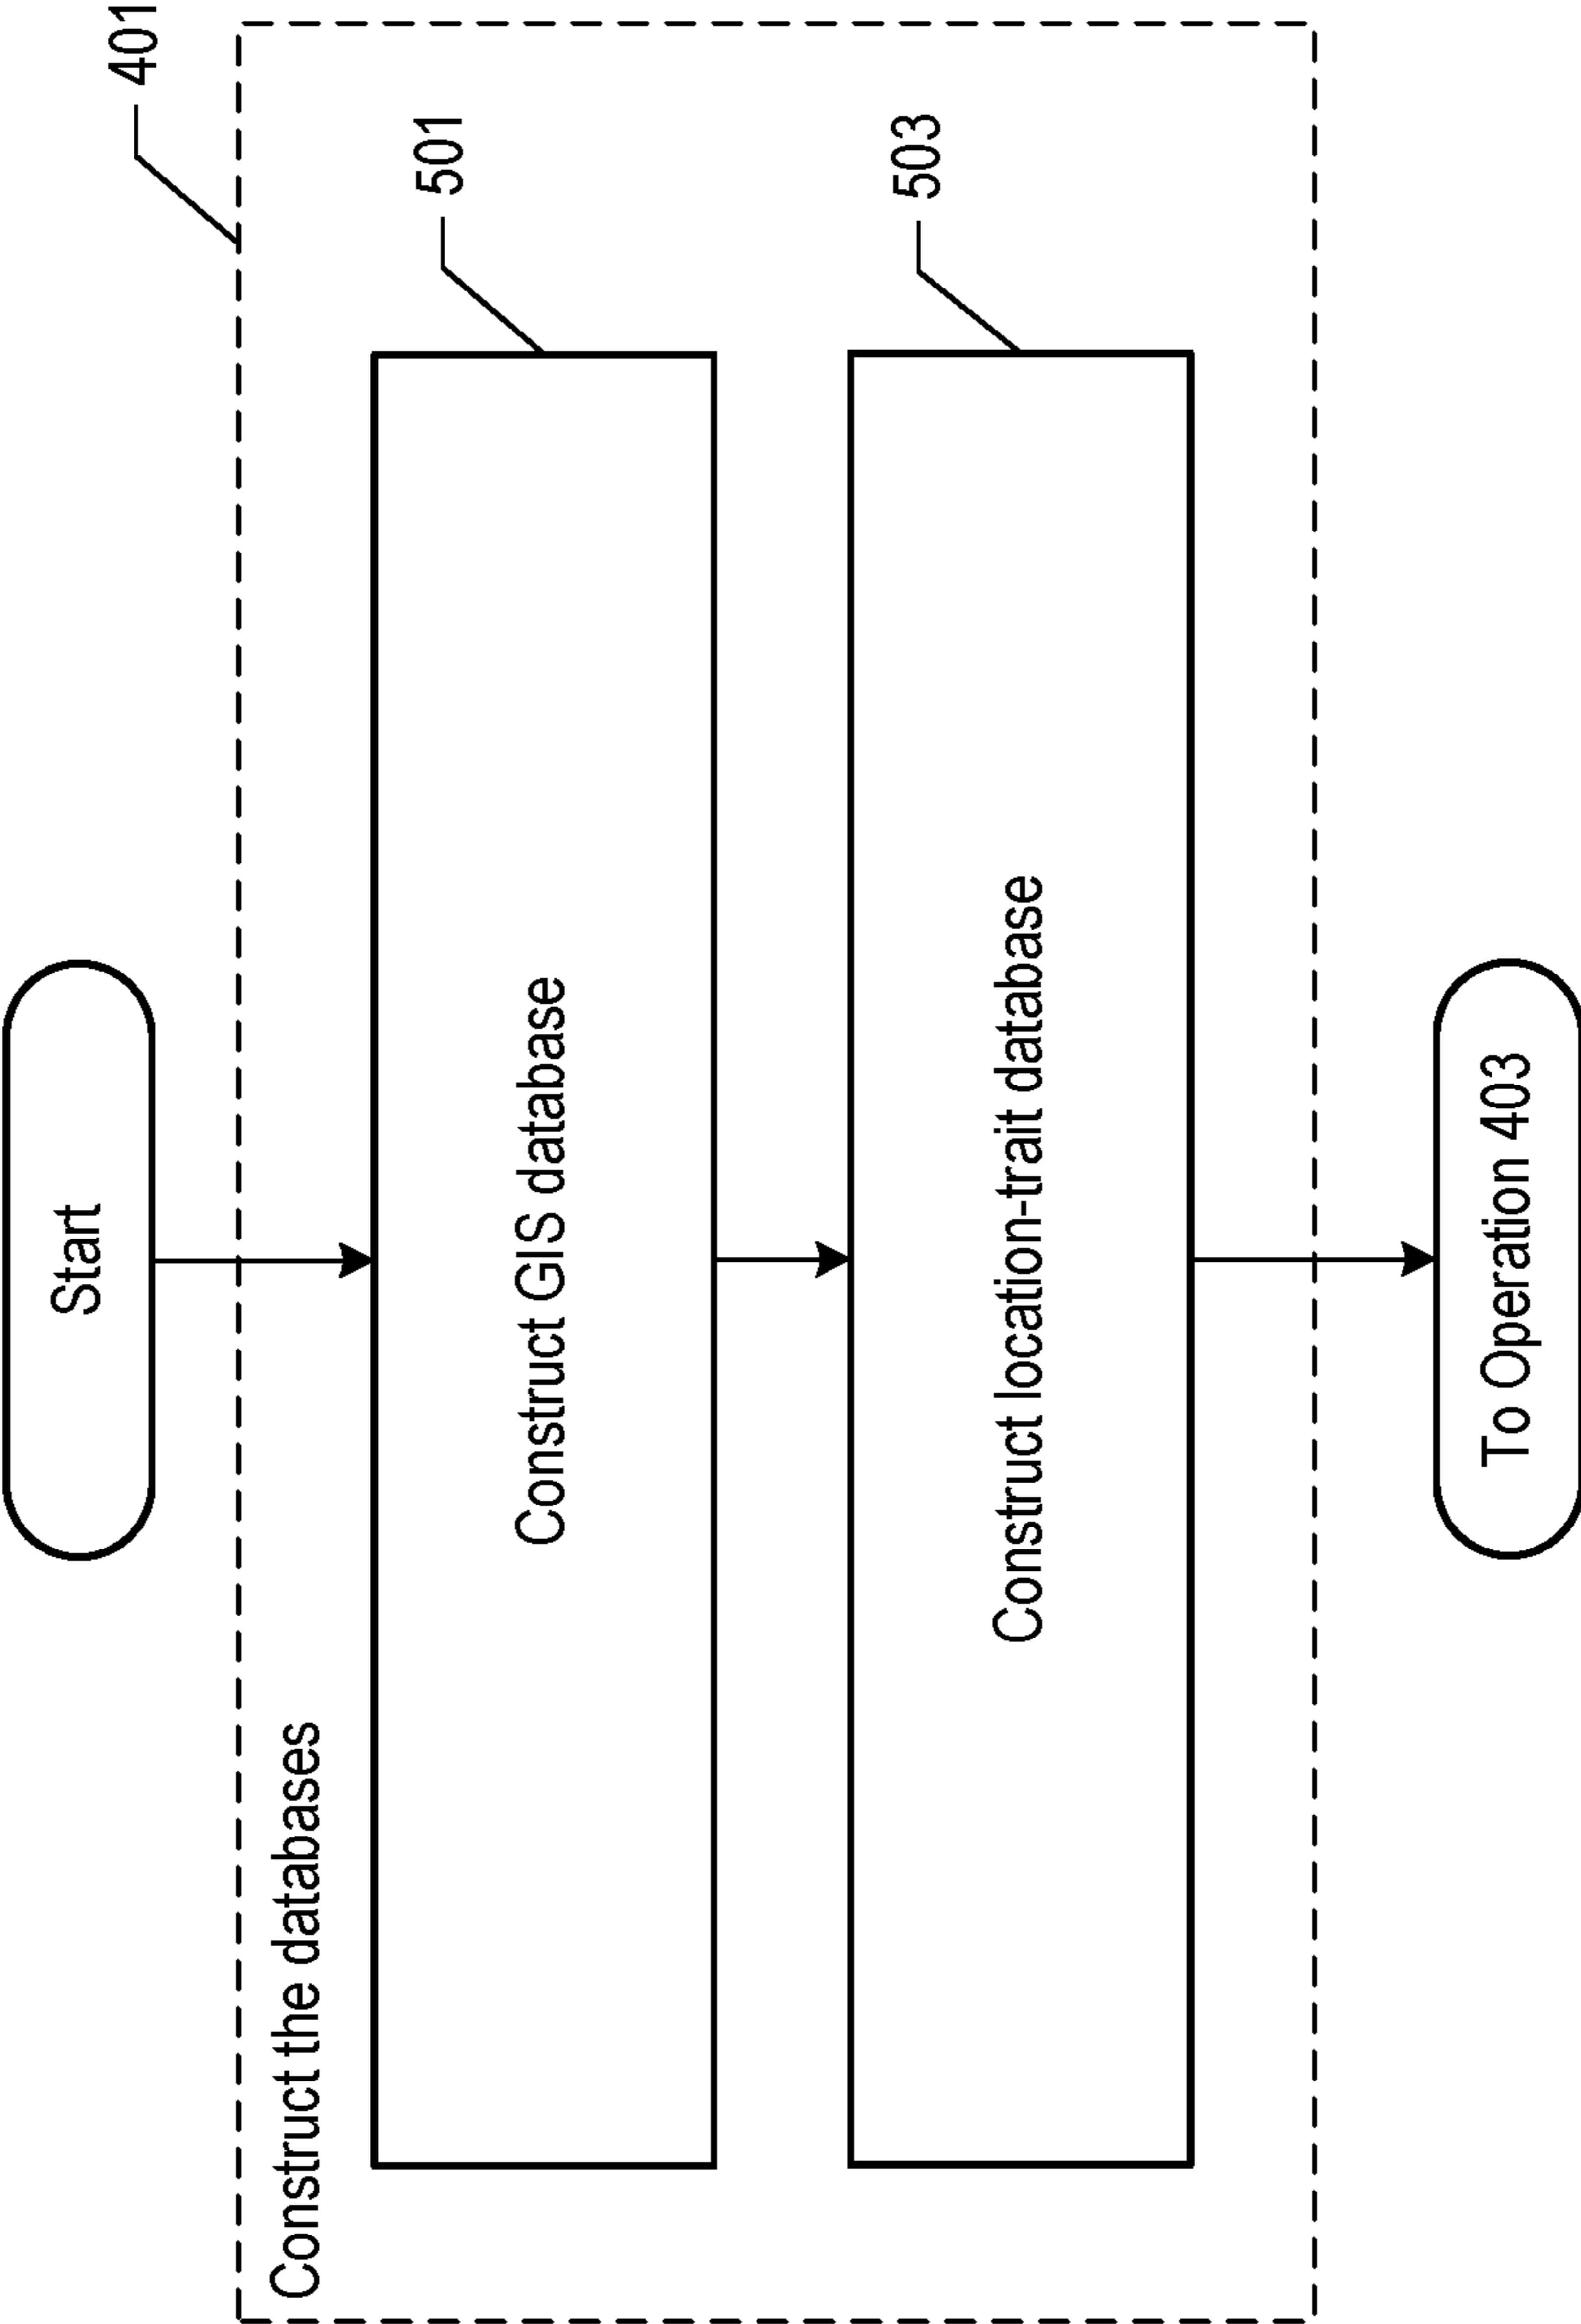 Start
401
Construct the databases
501
Construct GIS database
503
Construct location-trait database
To Operation 403